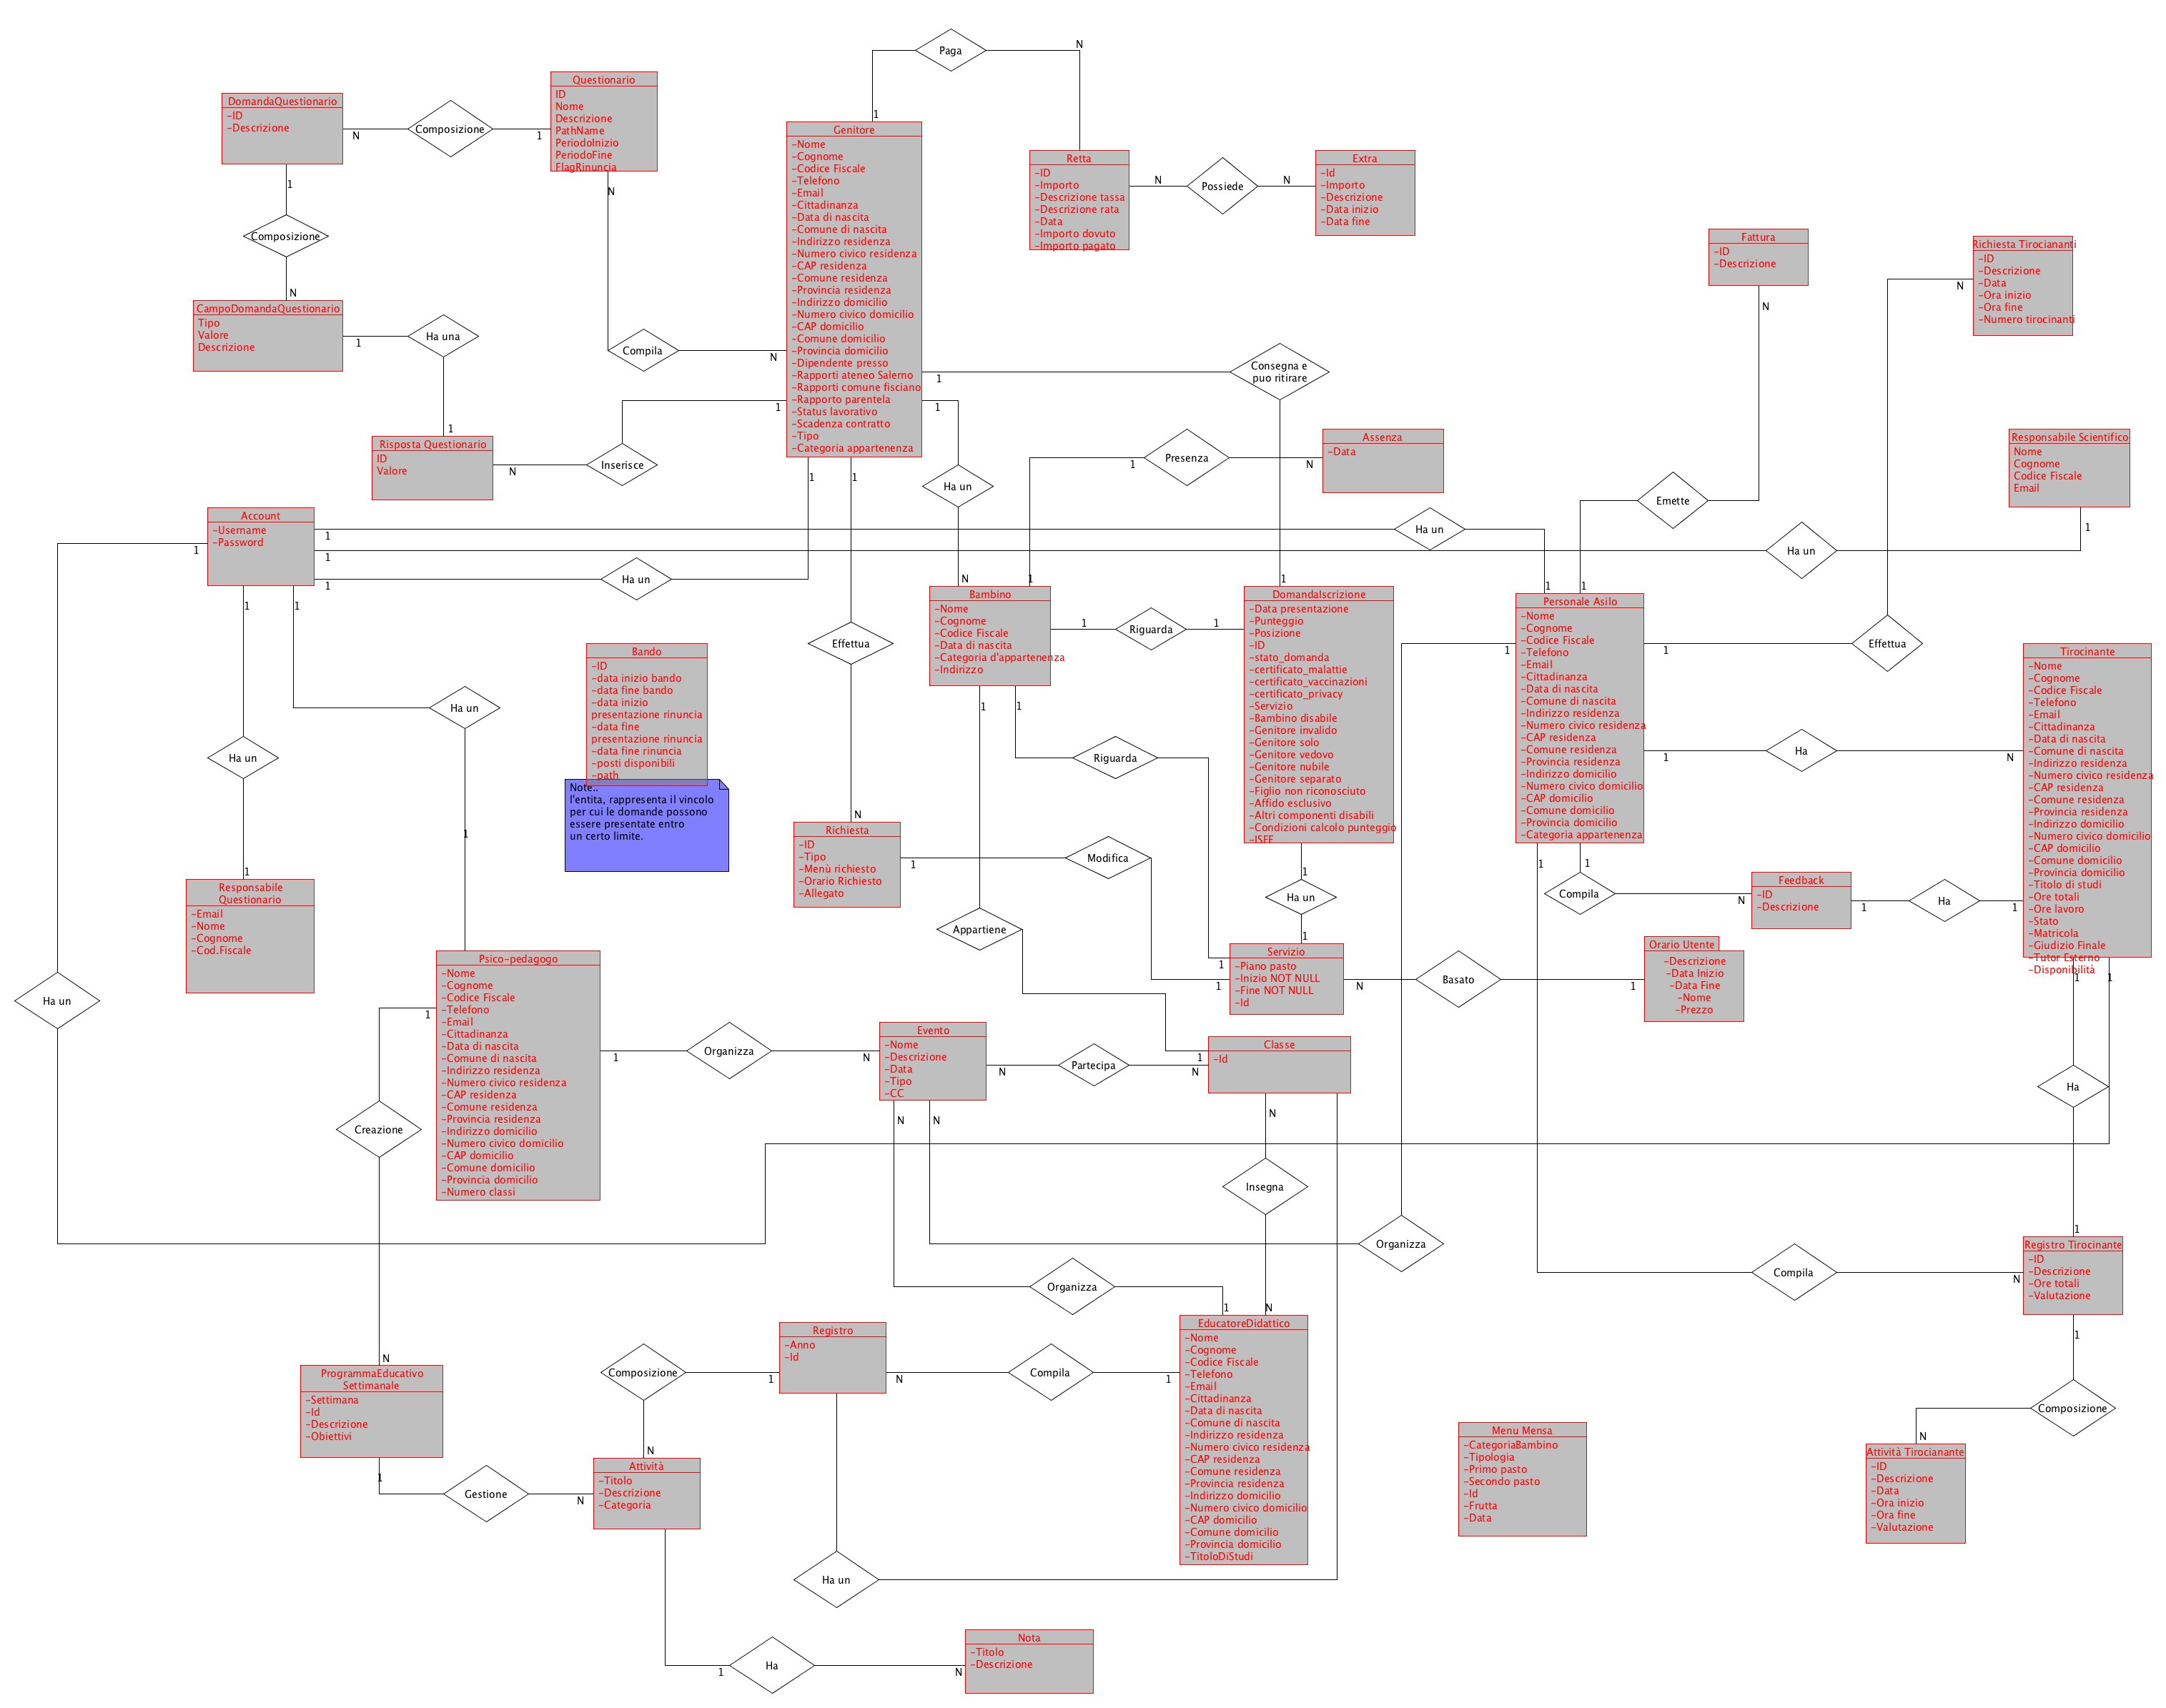 Paga
N
1
Questionario
ID
Nome
Descrizione
PathName
PeriodoInizio
PeriodoFine
FlagRinuncia
DomandaQuestionario
-ID
-Descrizione
N
Composizione
1
1
Composizione
N
CampoDomandaQuestionario
Tipo
Valore
Descrizione
1
Ha una
1
Risposta Questionario
ID
Valore
N
Inserisce
1
N
Compila
N
Genitore
-Nome
-Cognome
-Codice Fiscale
-Telefono
-Email
-Cittadinanza
-Data di nascita
-Comune di nascita
-Indirizzo residenza
-Numero civico residenza
-CAP residenza
-Comune residenza
-Provincia residenza
-Indirizzo domicilio
-Numero civico domicilio
-CAP domicilio
-Comune domicilio
-Provincia domicilio
-Dipendente presso
-Rapporti ateneo Salerno
-Rapporti comune fisciano
-Rapporto parentela
-Status lavorativo
-Scadenza contratto
-Tipo
-Categoria appartenenza
Retta
-ID
-Importo
-Descrizione tassa
-Descrizione rata
-Data
-Importo dovuto
-Importo pagato
N
Possiede
N
Extra
-Id
-Importo
-Descrizione
-Data inizio
-Data fine
Fattura
-ID
-Descrizione
N
Emette
1
Richiesta Tirociananti
-ID
-Descrizione
-Data
-Ora inizio
-Ora fine
-Numero tirocinanti
N
Effettua
1
1
Consegna e
puo ritirare
1
1
Ha un
N
1
Presenza
N
1
Assenza
-Data
Responsabile Scientifico
Nome
Cognome
Codice Fiscale
Email
1
Ha un
1
Account
-Username
-Password
1
Ha un
1
1
Ha un
1
1
1
Ha un
1
1
Ha un
1
1
Effettua
N
Bando
-ID
-data inizio bando
-data fine bando
-data inizio
presentazione rinuncia
-data fine
presentazione rinuncia
-data fine rinuncia
-posti disponibili
-path
Note..
l'entita, rappresenta il vincolo
per cui le domande possono
essere presentate entro
un certo limite.
Bambino
-Nome
-Cognome
-Codice Fiscale
-Data di nascita
-Categoria d'appartenenza
-Indirizzo
1
Riguarda
1
DomandaIscrizione
-Data presentazione
-Punteggio
-Posizione
-ID
-stato_domanda
-certificato_malattie
-certificato_vaccinazioni
-certificato_privacy
-Servizio
-Bambino disabile
-Genitore invalido
-Genitore solo
-Genitore vedovo
-Genitore nubile
-Genitore separato
-Figlio non riconosciuto
-Affido esclusivo
-Altri componenti disabili
-Condizioni calcolo punteggio
-ISEE
Personale Asilo
-Nome
-Cognome
-Codice Fiscale
-Telefono
-Email
-Cittadinanza
-Data di nascita
-Comune di nascita
-Indirizzo residenza
-Numero civico residenza
-CAP residenza
-Comune residenza
-Provincia residenza
-Indirizzo domicilio
-Numero civico domicilio
-CAP domicilio
-Comune domicilio
-Provincia domicilio
-Categoria appartenenza
1
Ha
N
Tirocinante
-Nome
-Cognome
-Codice Fiscale
-Telefono
-Email
-Cittadinanza
-Data di nascita
-Comune di nascita
-Indirizzo residenza
-Numero civico residenza
-CAP residenza
-Comune residenza
-Provincia residenza
-Indirizzo domicilio
-Numero civico domicilio
-CAP domicilio
-Comune domicilio
-Provincia domicilio
-Titolo di studi
-Ore totali
-Ore lavoro
-Stato
-Matricola
-Giudizio Finale
-Tutor Esterno
-Disponibilità
1
1
1
Compila
N
Feedback
-ID
-Descrizione
1
Ha
1
Responsabile
Questionario
-Email
-Nome
-Cognome
-Cod.Fiscale
Richiesta
-ID
-Tipo
-Menù richiesto
-Orario Richiesto
-Allegato
1
Modifica
1
1
Riguarda
1
1
Appartiene
1
1
Ha un
1
Servizio
-Piano pasto
-Inizio NOT NULL
-Fine NOT NULL
-Id
N
Basato
1
Orario Utente
-Descrizione
-Data Inizio
-Data Fine
-Nome
-Prezzo
Ha un
Psico-pedagogo
-Nome
-Cognome
-Codice Fiscale
-Telefono
-Email
-Cittadinanza
-Data di nascita
-Comune di nascita
-Indirizzo residenza
-Numero civico residenza
-CAP residenza
-Comune residenza
-Provincia residenza
-Indirizzo domicilio
-Numero civico domicilio
-CAP domicilio
-Comune domicilio
-Provincia domicilio
-Numero classi
1
Creazione
N
1
Organizza
N
Evento
-Nome
-Descrizione
-Data
-Tipo
-CC
N
Partecipa
N
Classe
-Id
N
Insegna
N
N
Organizza
1
N
Organizza
1
Ha
1
1
Compila
N
Registro Tirocinante
-ID
-Descrizione
-Ore totali
-Valutazione
1
Composizione
N
Attività Tirocianante
-ID
-Descrizione
-Data
-Ora inizio
-Ora fine
-Valutazione
EducatoreDidattico
-Nome
-Cognome
-Codice Fiscale
-Telefono
-Email
-Cittadinanza
-Data di nascita
-Comune di nascita
-Indirizzo residenza
-Numero civico residenza
-CAP residenza
-Comune residenza
-Provincia residenza
-Indirizzo domicilio
-Numero civico domicilio
-CAP domicilio
-Comune domicilio
-Provincia domicilio
-TitoloDiStudi
Registro
-Anno
-Id
N
Compila
1
Composizione
1
N
ProgrammaEducativo
Settimanale
-Settimana
-Id
-Descrizione
-Obiettivi
1
Gestione
N
Attività
-Titolo
-Descrizione
-Categoria
Menu Mensa
-CategoriaBambino
-Tipologia
-Primo pasto
-Secondo pasto
-Id
-Frutta
-Data
Ha un
1
Ha
N
Nota
-Titolo
-Descrizione